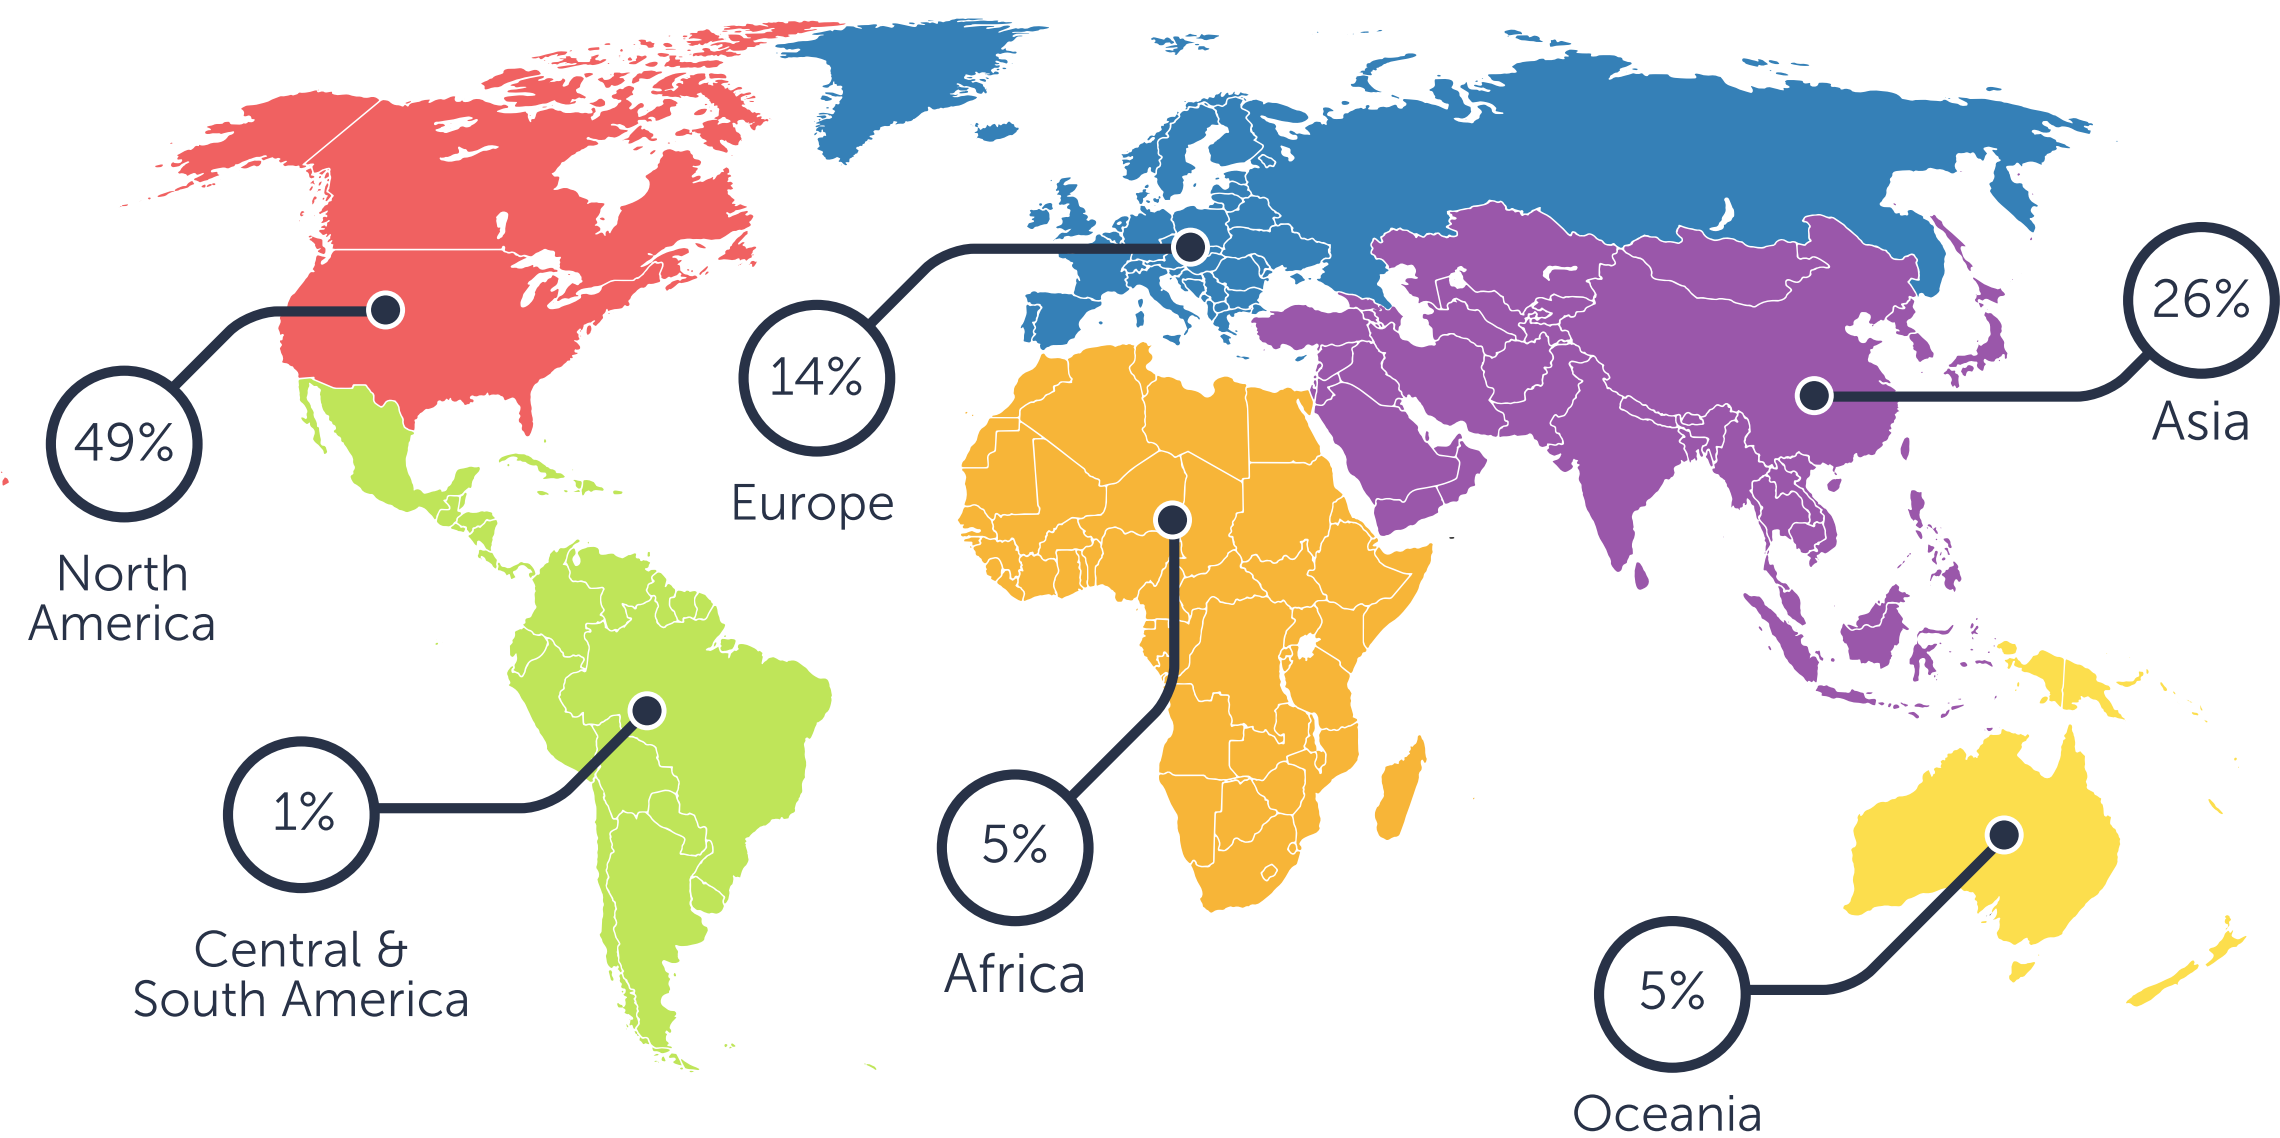 49%
North
America
14%
Europe
26%
Asia
1%
Central &
South America
5%
Africa
5%
Oceania